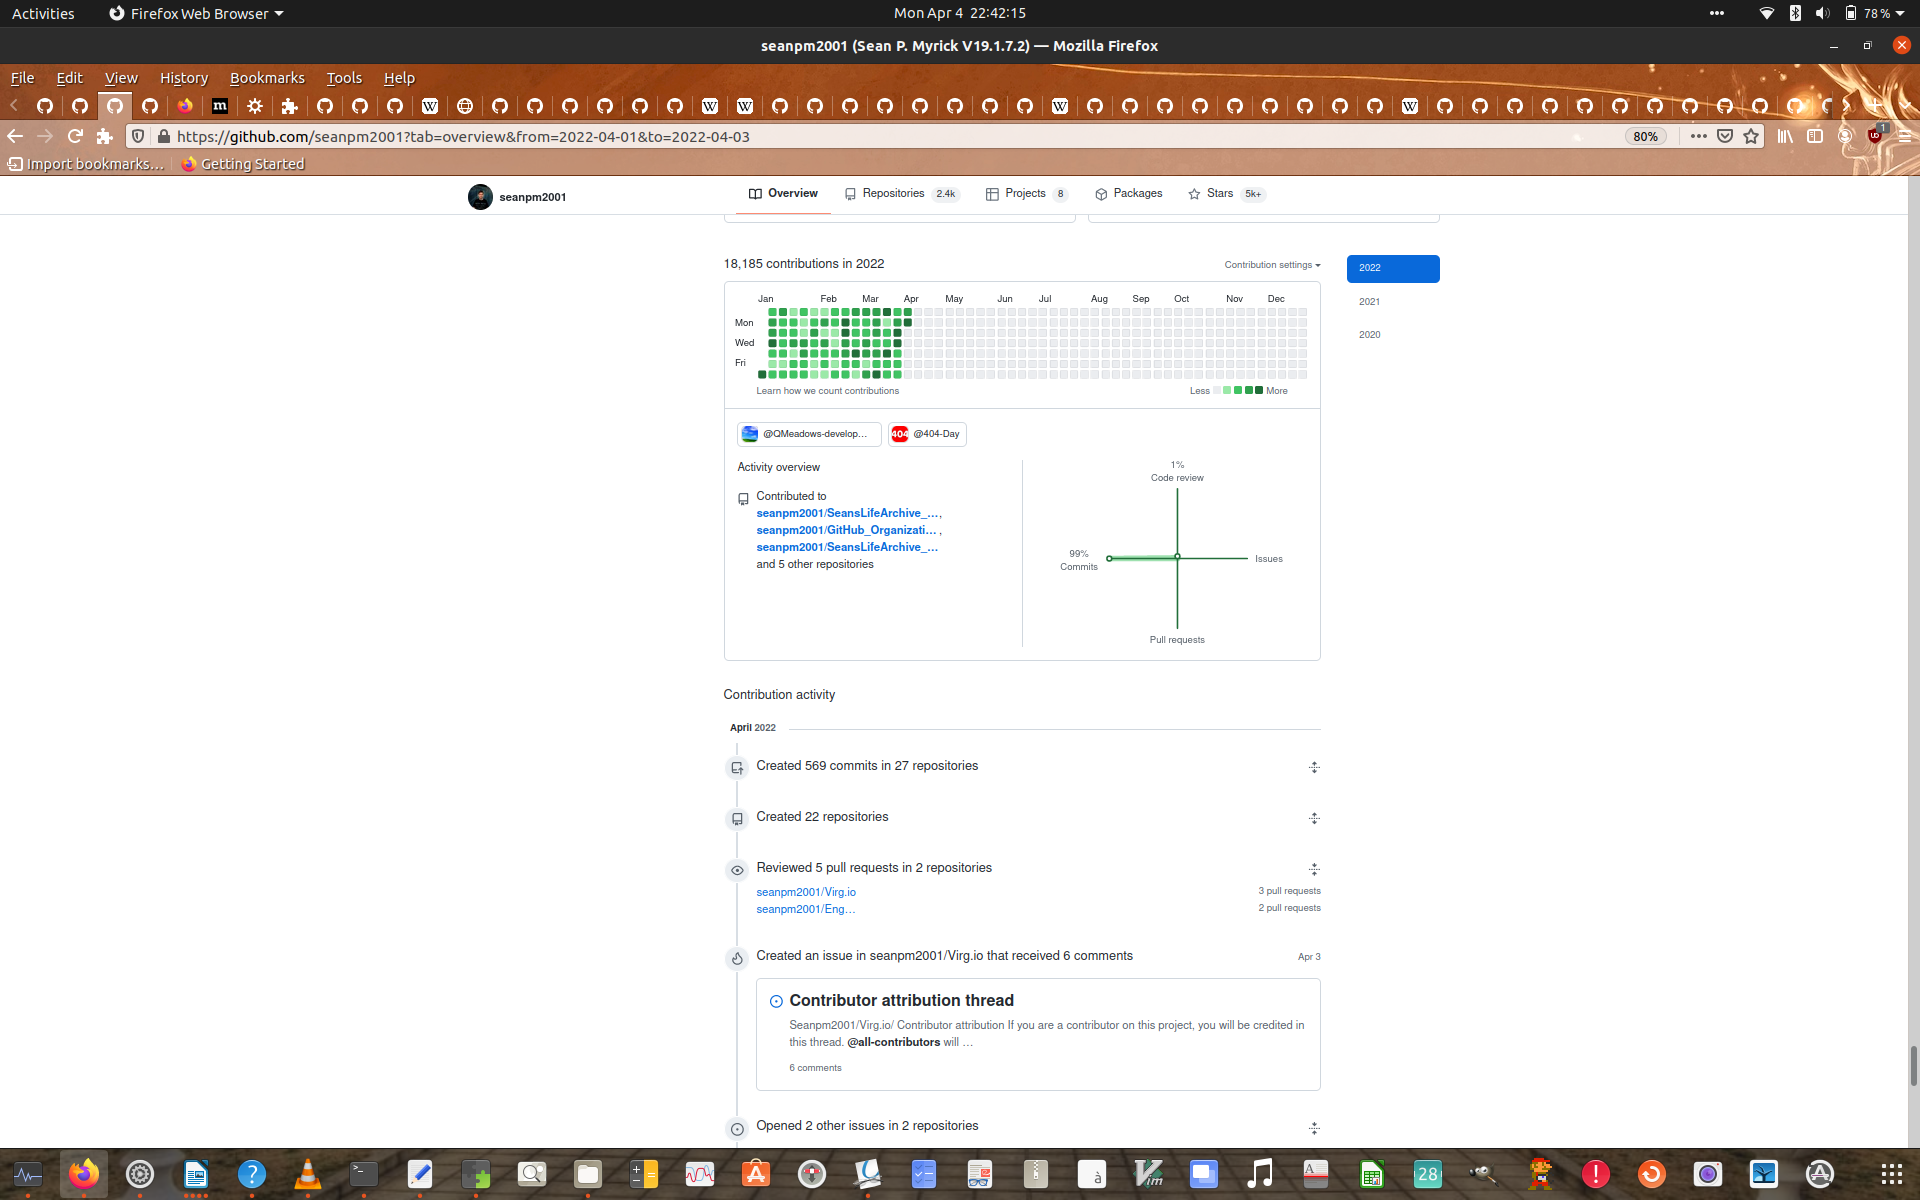 Activities
Firefox Web Browser
Mon Apr 4 22:42:15
78 %
seanpm2001 (Sean P. Myrick V19.1.7.2) — Mozilla Firefox
File Edit View History Bookmarks Tools Help
https://github.com/seanpm2001?tab=overview&from=2022-04-01&to=2022-04-03
80%
1
Import bookmarks...
Getting Started
seanpm2001
Overview
Repositories 2.4k
Projects 8
Packages
Stars 5k+
18,185 contributions in 2022
Contribution settings
2022
2021
2020
Jan Feb Mar Apr May Jun Jul Aug Sep Oct Nov Dec
Mon
Wed
Fri
Learn how we count contributions
Less
More
@QMeadows-develop...
404 @404-Day
Activity overview
Contributed to
seanpm2001/SeansLifeArchive_...,
seanpm2001/GitHub_Organizati... ,
seanpm2001/SeansLifeArchive_...
and 5 other repositories
1%
Code review
99%
Commits
Issues
Pull requests
Contribution activity
April 2022
Created 569 commits in 27 repositories
Created 22 repositories
Reviewed 5 pull requests in 2 repositories
seanpm2001/Virg.io
3 pull requests
seanpm2001/Eng...
2 pull requests
Created an issue in seanpm2001/Virg.io that received 6 comments
Apr 3
Contributor attribution thread
Seanpm2001/Virg.io/ Contributor attribution If you are a contributor on this project, you will be credited in
this thread. @all-contributors will ...
6 comments
Opened 2 other issues in 2 repositories
28